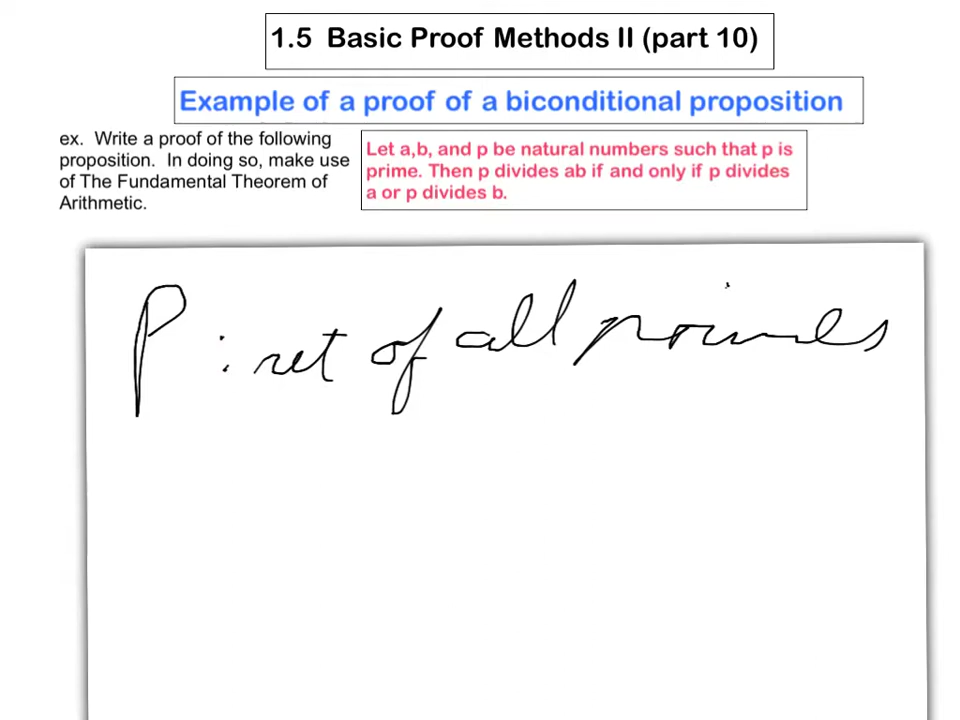 1.5 Basic Proof Methods II (part 10)
Example of a proof of a biconditional proposition
ex. Write a proof of the following
proposition. In doing so, make use
of The Fundamental Theorem of
Arithmetic.
Let a,b, and p be natural numbers such that p is
prime. Then p divides ab if and only if p divides
a or p divides b.
P : set of all primes